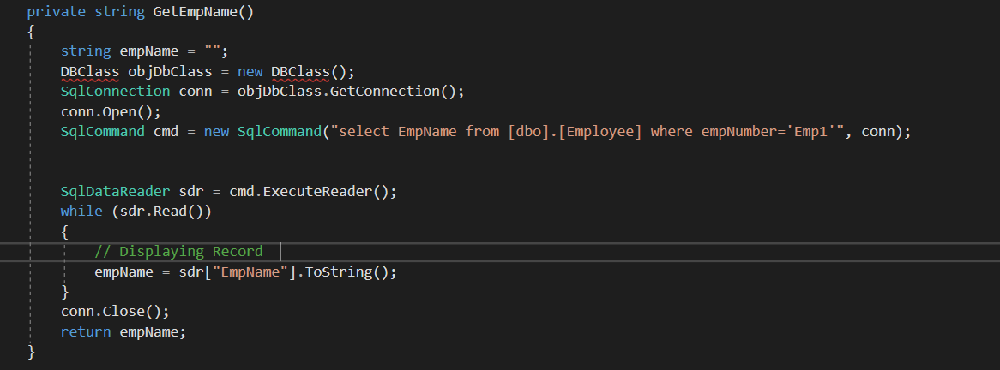 private string GetEmpName()
{
string empName = "";
DBClass objDbClass = new DBClass();
SqlConnection conn = objDbClass.GetConnection();
conn.Open();
SqlCommand cmd = new SqlCommand("select EmpName from [dbo].[Employee] where empNumber='Emp1'", conn);
SqlDataReader sdr = cmd.ExecuteReader();
while (sdr.Read())
{
// Displaying Record
empName = sdr["EmpName"].ToString();
}
conn.Close();
return empName;
}